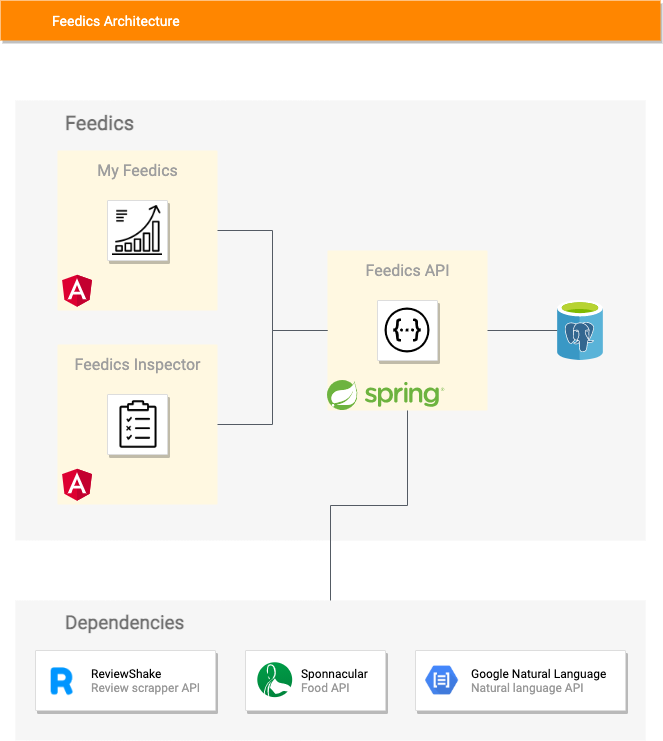 Feedics Architecture
Feedics
My Feedics
A
Feedics API
spring
Feedics Inspector
A
Dependencies
R
ReviewShake
Review scrapper API
Sponnacular
Food API
Google Natural Language
Natural language API